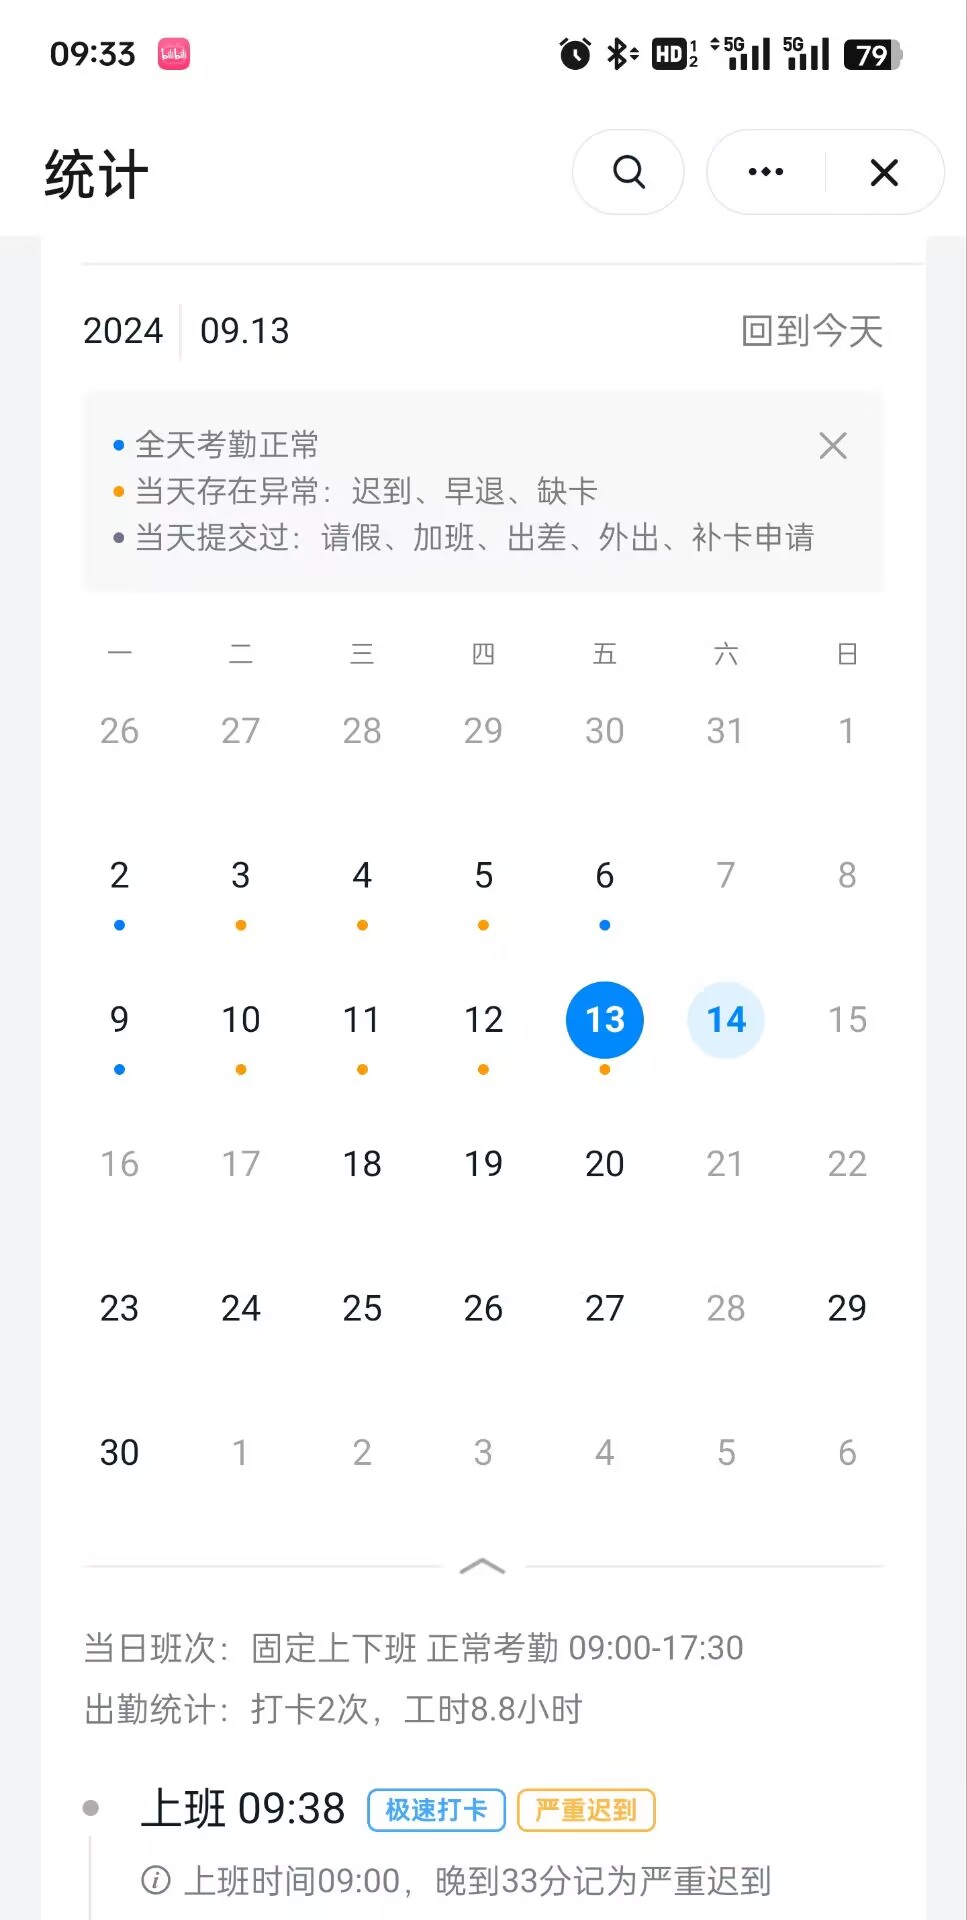 09:33 bilibili HD 1 2 5G 5G 79
统计
2024 09.13 回到今天
全天考勤正常
当天存在异常：迟到、早退、缺卡
当天提交过：请假、加班、出差、外出、补卡申请
一 二 三 四 五 六 日
26 27 28 29 30 31 1
2 3 4 5 6 7 8
9 10 11 12 13 14 15
16 17 18 19 20 21 22
23 24 25 26 27 28 29
30 1 2 3 4 5 6
当日班次：固定上下班 正常考勤 09:00-17:30
出勤统计：打卡2次，工时8.8小时
上班 09:38 极速打卡 严重迟到
上班时间09:00，晚到33分记为严重迟到